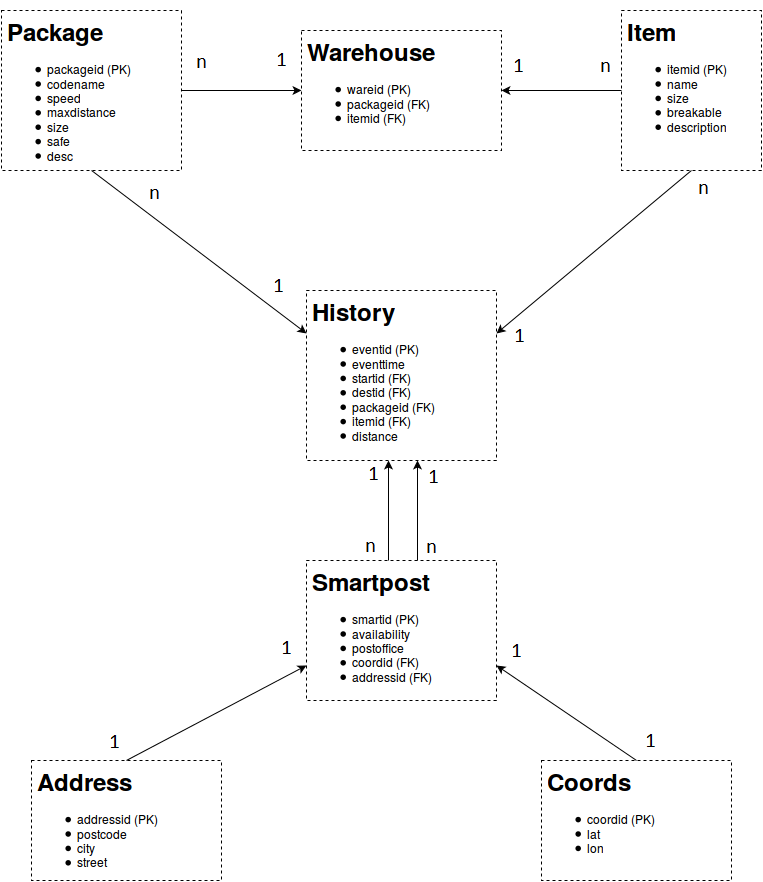 Package
packageid (PK)
codename
speed
maxdistance
size
safe
desc
n
1
Warehouse
wareid (PK)
packageid (FK)
itemid (FK)
1
n
Item
itemid (PK)
name
size
breakable
description
n
1
n
1
History
eventid (PK)
eventtime
startid (FK)
destid (FK)
packageid (FK)
itemid (FK)
distance
1
1
n
n
Smartpost
smartid (PK)
availability
postoffice
coordid (FK)
addressid (FK)
1
1
1
1
Address
addressid (PK)
postcode
city
street
Coords
coordid (PK)
lat
lon